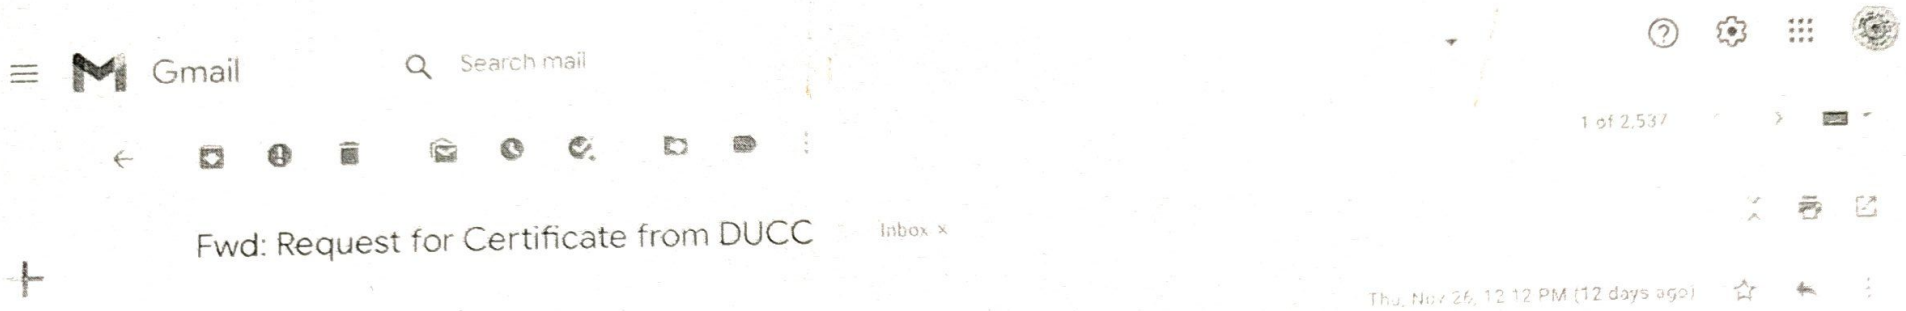 Gmail
Search mail
1 of 2,537
Fwd: Request for Certificate from DUCC
Inbox ×
Thu, Nov 26, 12:12 PM (12 days ago)